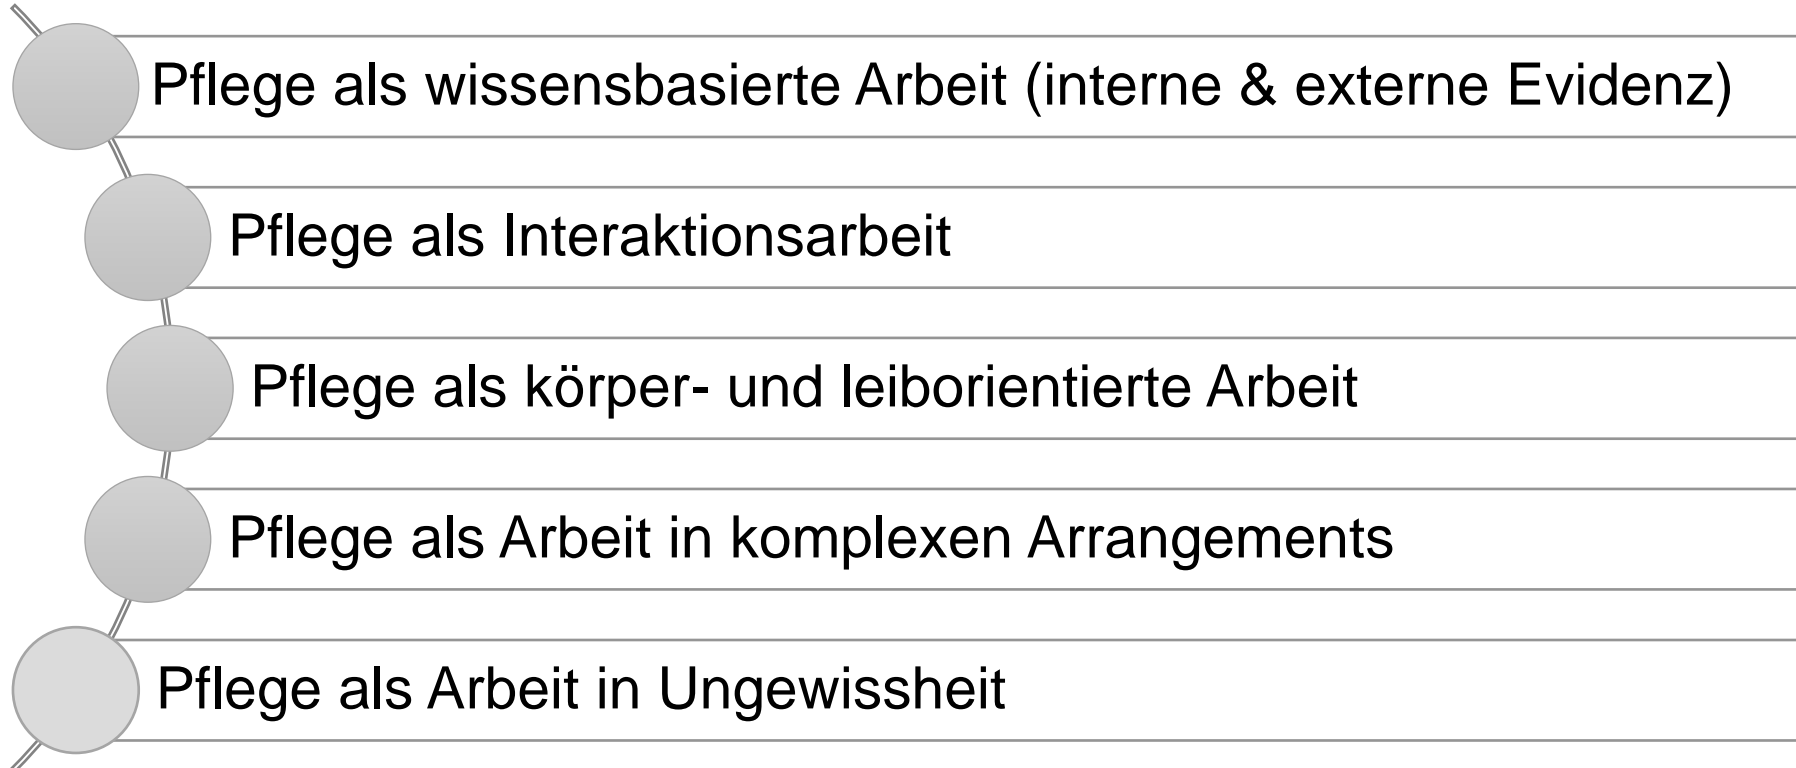 Pflege als wissensbasierte Arbeit (interne & externe Evidenz)
Pflege als Interaktionsarbeit
Pflege als körper- und leiborientierte Arbeit
Pflege als Arbeit in komplexen Arrangements
Pflege als Arbeit in Ungewissheit